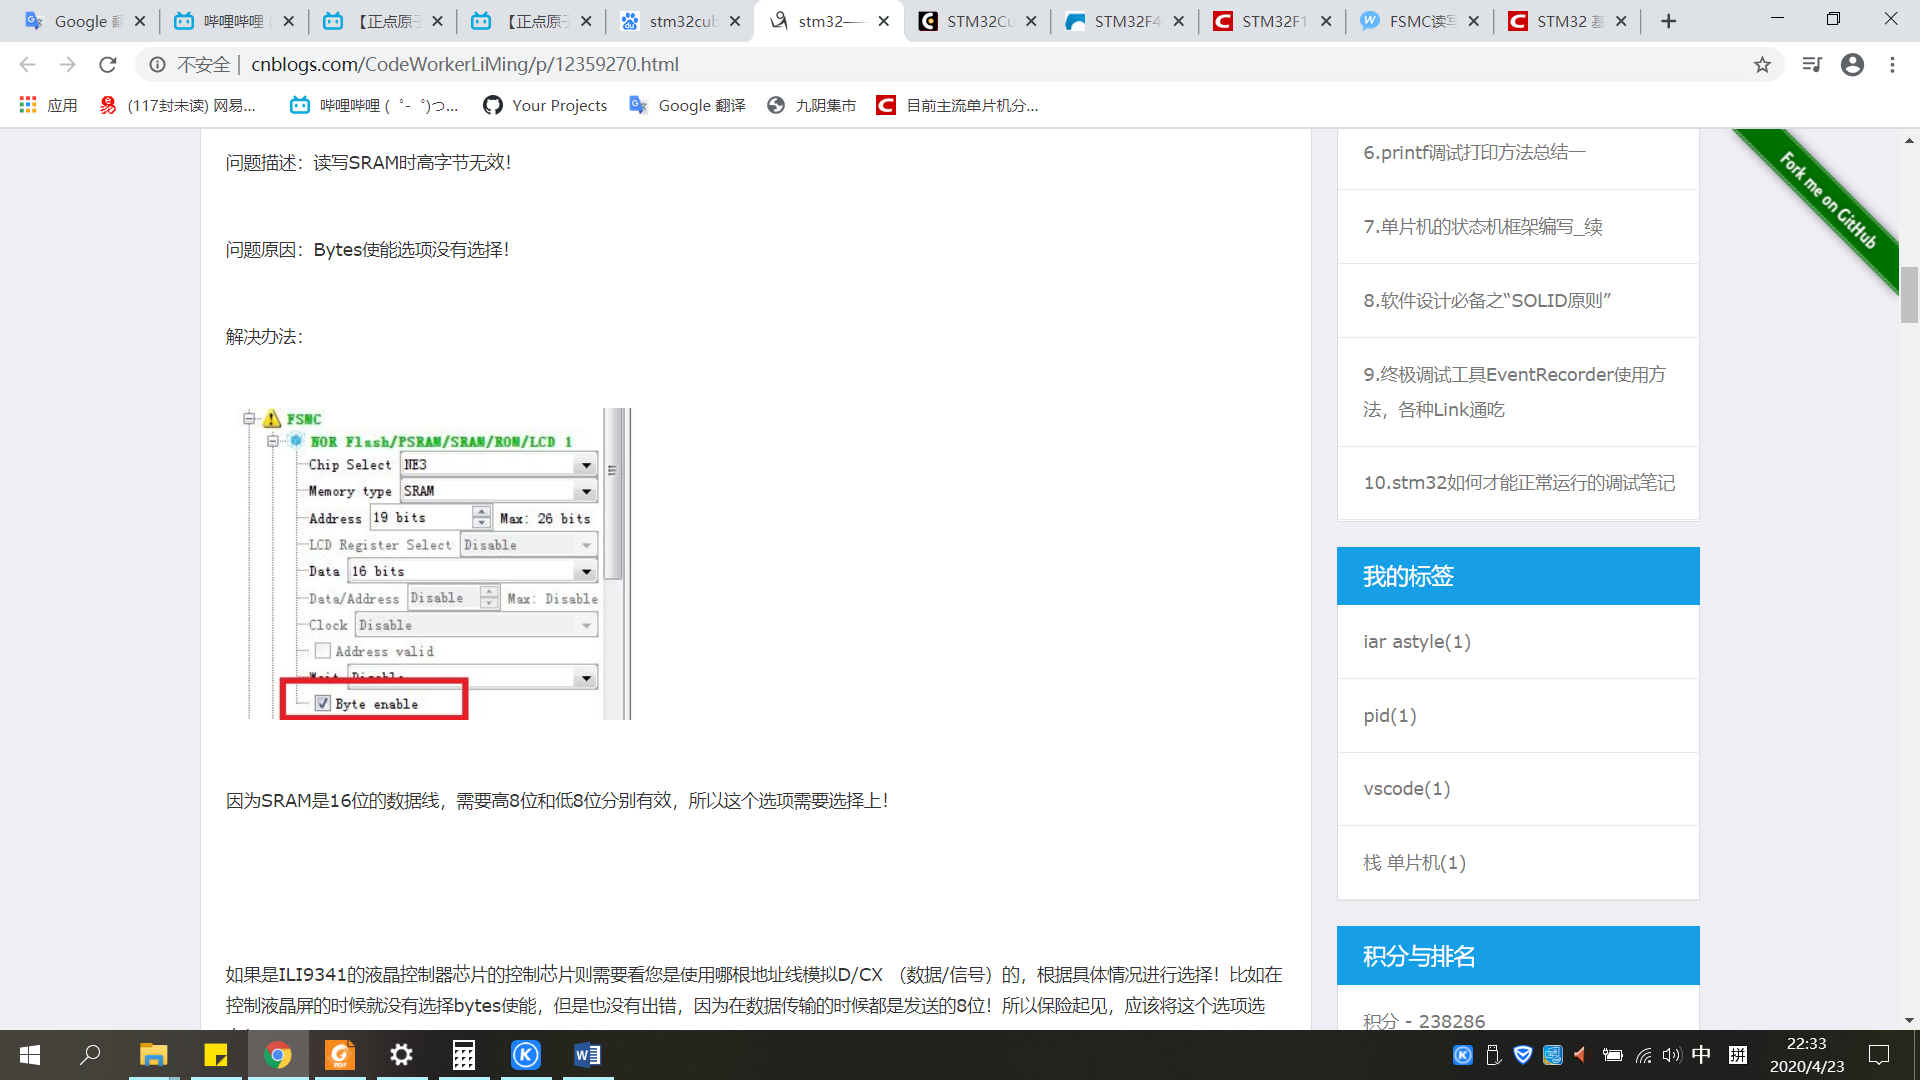 Google 翻
哔哩哔哩
【正点原子
【正点原子
stm32cub
stm32——
STM32Cu
STM32F4
STM32F1
FSMC读写
STM32 基
不安全 | cnblogs.com/CodeWorkerLiMing/p/12359270.html
应用
(117封未读) 网易...
哔哩哔哩 ( ゜- ゜)つ...
Your Projects
Google 翻译
九阴集市
目前主流单片机分...
问题描述：读写SRAM时高字节无效！
问题原因：Bytes使能选项没有选择！
解决办法：
FSMC
NOR Flash/PSRAM/SRAM/ROM/LCD 1
Chip Select NE3
Memory type SRAM
Address 19 bits Max: 26 bits
LCD Register Select Disable
Data 16 bits
Data/Address Disable Max: Disable
Clock Disable
Address valid
Wait Disable
Byte enable
因为SRAM是16位的数据线，需要高8位和低8位分别有效，所以这个选项需要选择上！
如果是ILI9341的液晶控制器芯片的控制芯片则需要看您是使用哪根地址线模拟D/CX （数据/信号）的，根据具体情况进行选择！比如在
控制液晶屏的时候就没有选择bytes使能，但是也没有出错，因为在数据传输的时候都是发送的8位！所以保险起见，应该将这个选项选
6.printf调试打印方法总结一
7.单片机的状态机框架编写_续
8.软件设计必备之“SOLID原则”
9.终极调试工具EventRecorder使用方
法，各种Link通吃
10.stm32如何才能正常运行的调试笔记
我的标签
iar astyle(1)
pid(1)
vscode(1)
栈 单片机(1)
积分与排名
积分 - 238286
Fork me on GitHub
中
拼
22:33
2020/4/23